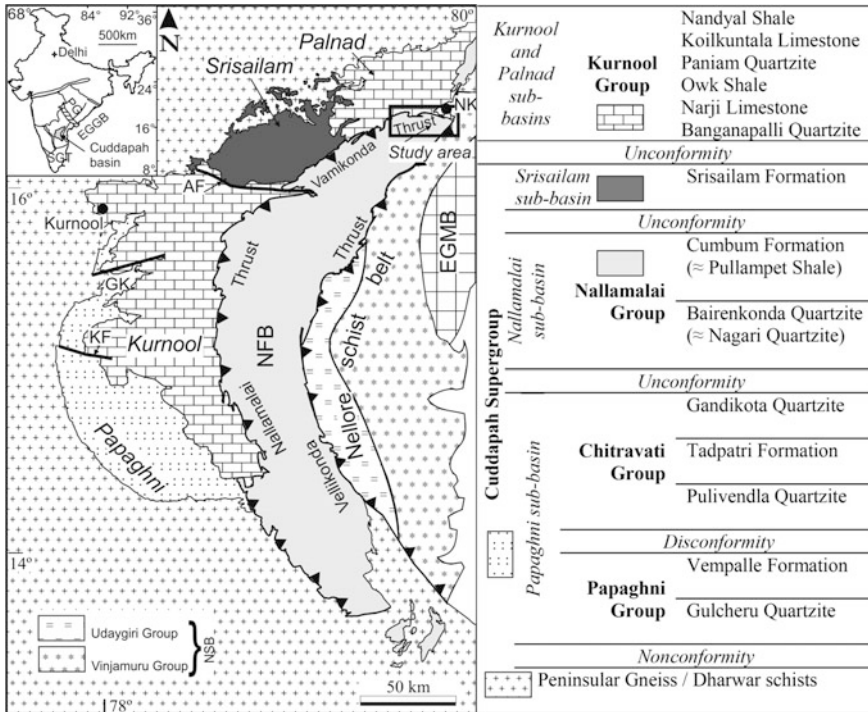 68° 84° 92° 36°
500km
+Delhi
24
16
8°
EGGB
SGT
Cuddapah
basin
N
80°
Palnad
Srisailam
NK
Thrust
Study area
Vamikonda
AF
16°
Kurnool
Thrust
Thrust
belt
EGMB
GK
KF
Kurnool
NFB
schist
Nallamalai
Nellore
Papaghni
Vellikonda
14°
Udaygiri Group
Vinjamuru Group
NSB
78°
50 km
Kurnool
and
Palnad
sub-
basins
Kurnool
Group
Nandyal Shale
Koilkuntala Limestone
Paniam Quartzite
Owk Shale
Narji Limestone
Banganapalli Quartzite
Unconformity
Srisailam
sub-basin
Srisailam Formation
Unconformity
Cuddapah Supergroup
Nallamalai
sub-basin
Nallamalai
Group
Cumbum Formation
(≈ Pullampet Shale)
Bairenkonda Quartzite
(≈ Nagari Quartzite)
Unconformity
Papaghni sub-basin
Chitravati
Group
Gandikota Quartzite
Tadpatri Formation
Pulivendla Quartzite
Disconformity
Papaghni
Group
Vempalle Formation
Gulcheru Quartzite
Nonconformity
Peninsular Gneiss / Dharwar schists